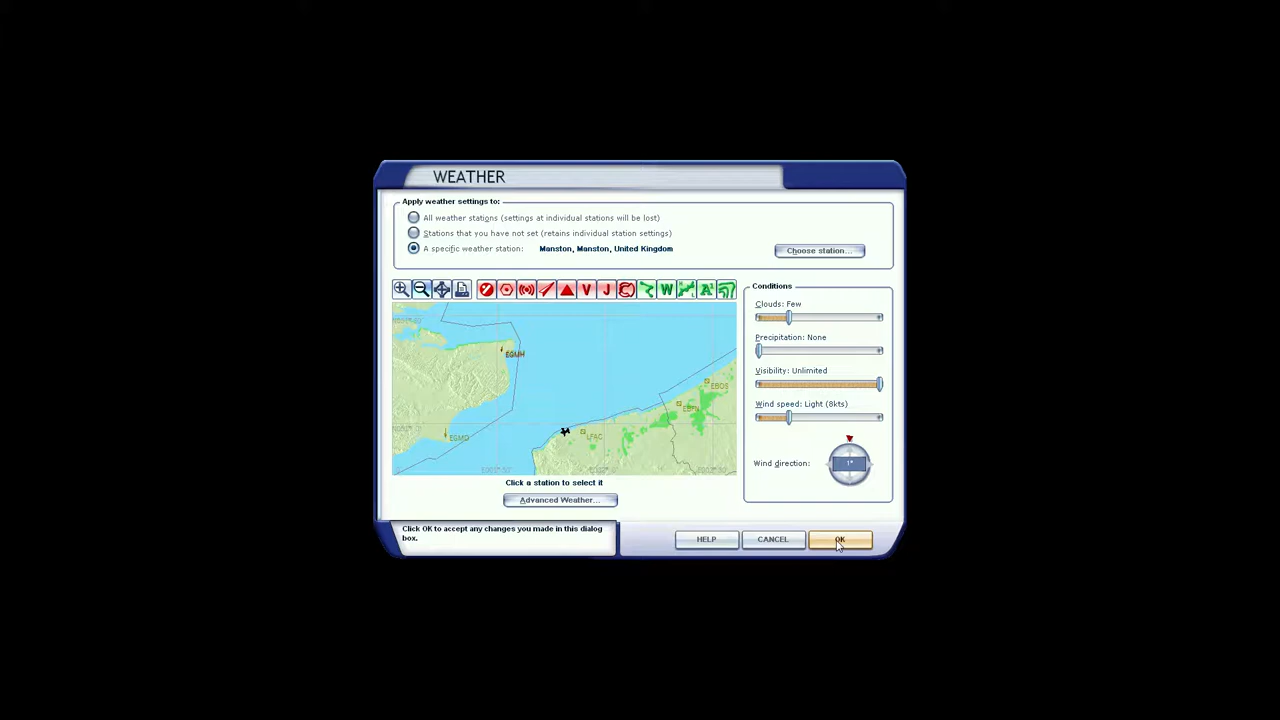 WEATHER
Apply weather settings to:
All weather stations (settings at individual stations will be lost)
Stations that you have not set (retains individual station settings)
A specific weather station: Manston, Manston, United Kingdom
Choose station...
V J W A
EGMH
EBOS
EBFN
EGMD
LFAC
Click a station to select it
Advanced Weather...
Conditions
Clouds: Few
Precipitation: None
Visibility: Unlimited
Wind speed: Light (8kts)
Wind direction: 1°
Click OK to accept any changes you made in this dialog
box.
HELP
CANCEL
OK